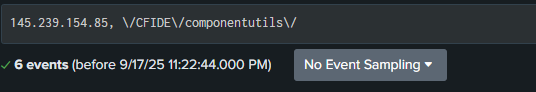 145.239.154.85, \/CFIDE\/componentutils\/
✓ 6 events (before 9/17/25 11:22:44.000 PM) No Event Sampling ▾